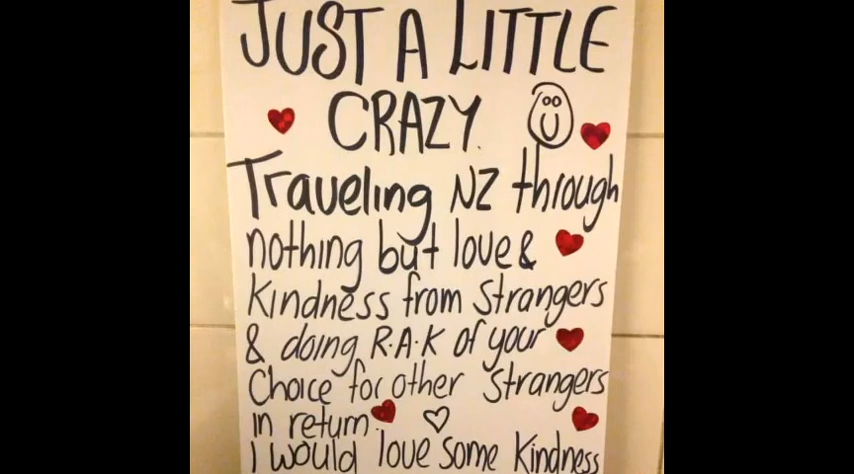 JUST A LITTLE
CRAZY.
Traveling NZ through
nothing but love &
Kindness from Strangers
& doing R.A.K of your
Choice for other Strangers
in return.
I would love some Kindness